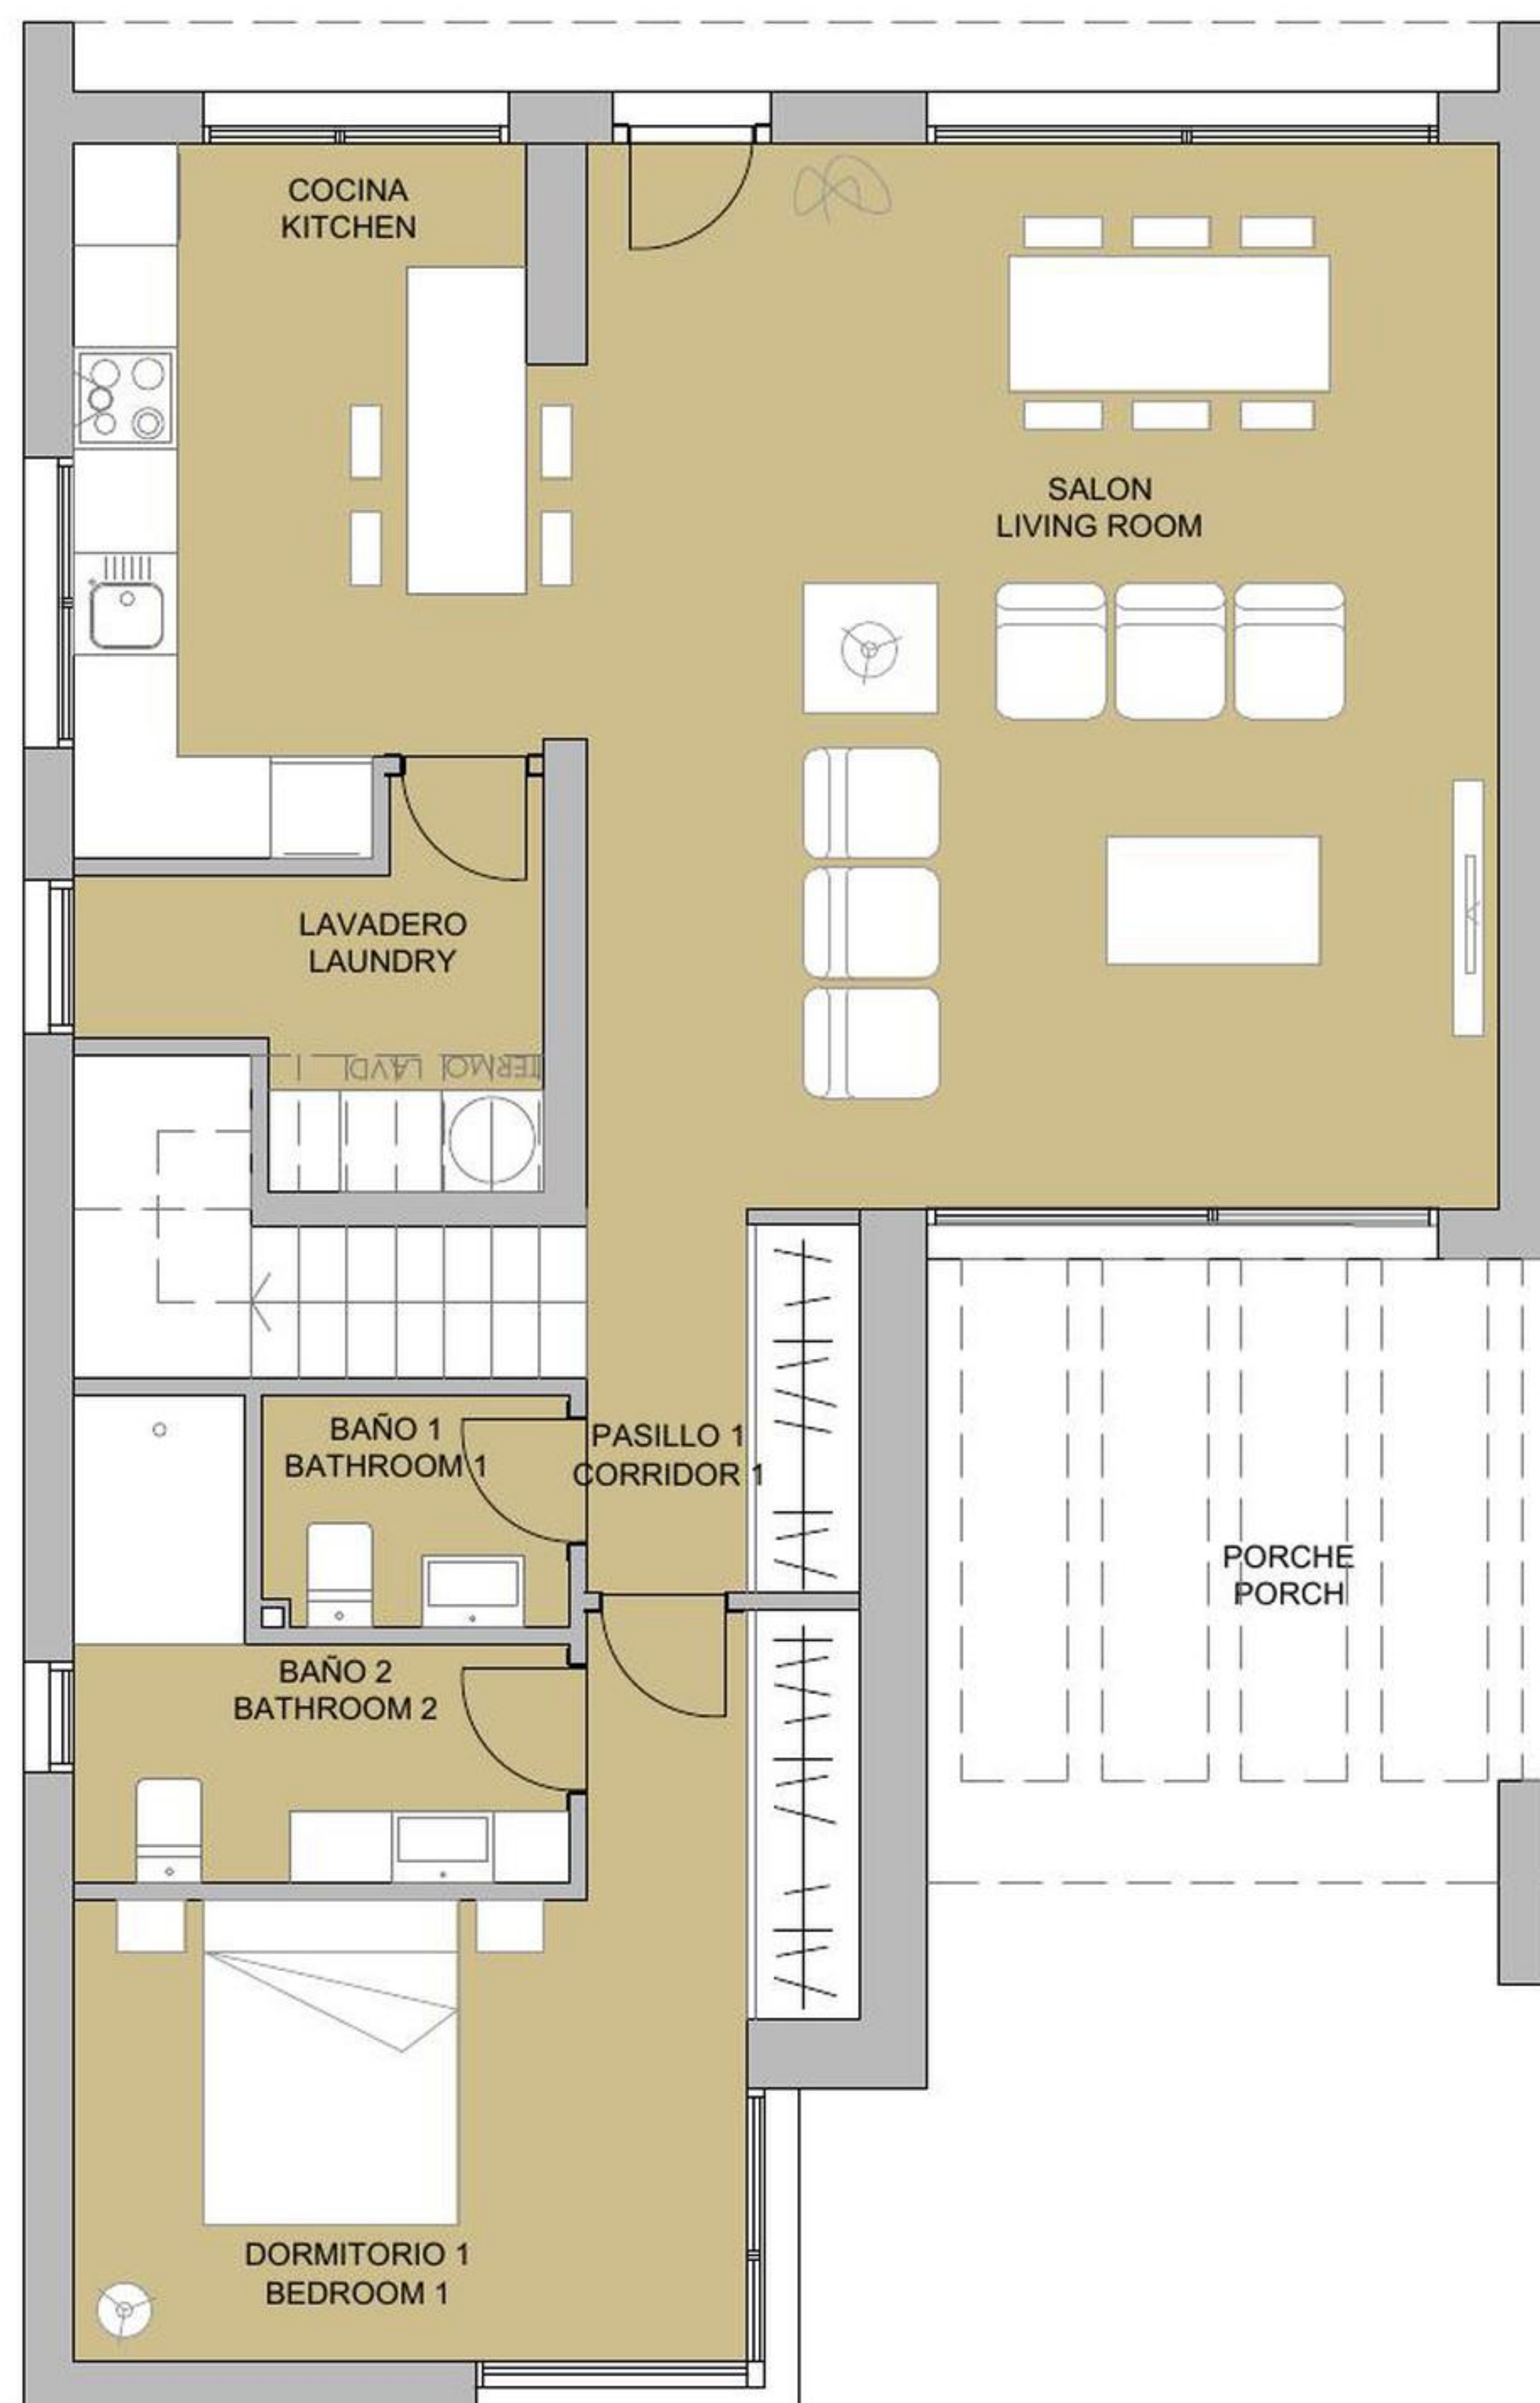 COCINA
KITCHEN
SALON
LIVING ROOM
LAVADERO
LAUNDRY
LAVD TERMO
BAÑO 1
BATHROOM 1
PASILLO 1
CORRIDOR 1
PORCHE
PORCH
BAÑO 2
BATHROOM 2
DORMITORIO 1
BEDROOM 1